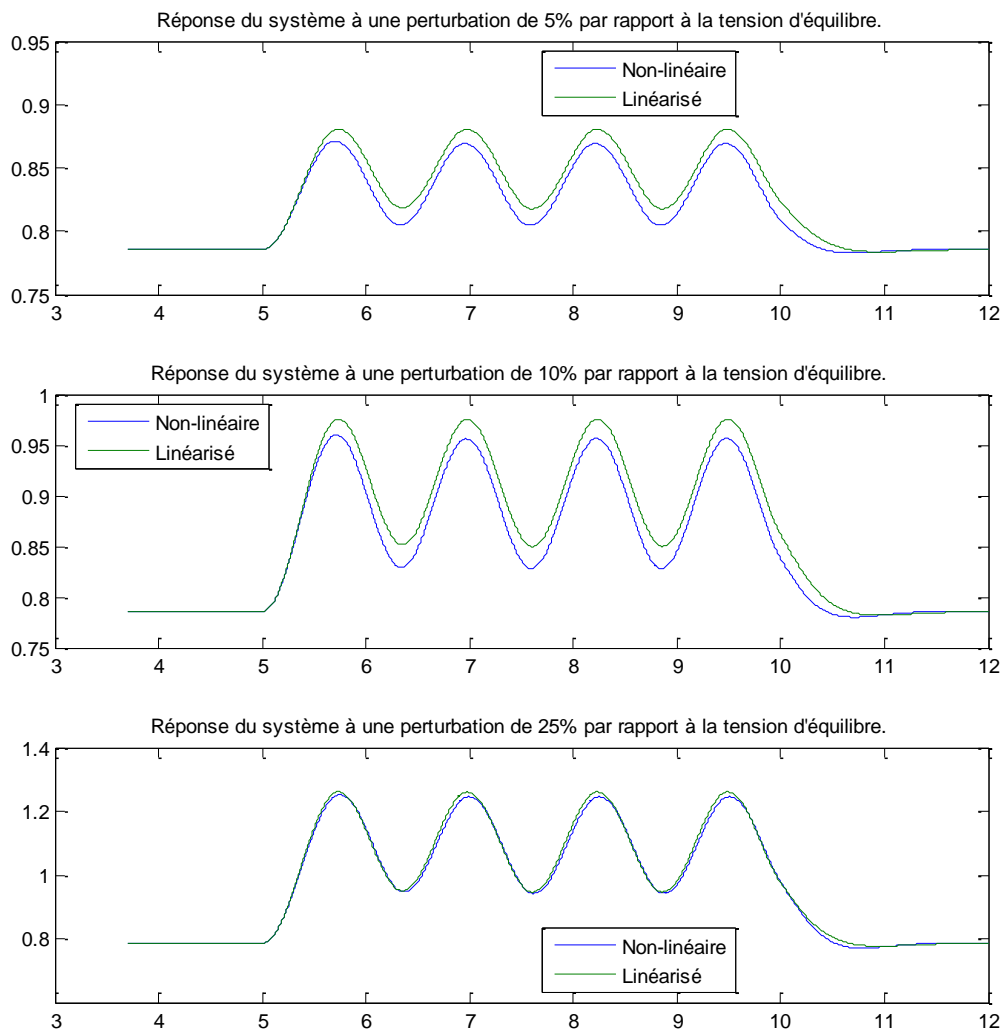 Réponse du système à une perturbation de 5% par rapport à la tension d'équilibre.
0.95
0.9
0.85
0.8
0.75
Non-linéaire
Linéarisé
3 4 5 6 7 8 9 10 11 12
Réponse du système à une perturbation de 10% par rapport à la tension d'équilibre.
1
0.95
0.9
0.85
0.8
0.75
Non-linéaire
Linéarisé
3 4 5 6 7 8 9 10 11 12
Réponse du système à une perturbation de 25% par rapport à la tension d'équilibre.
1.4
1.2
1
0.8
Non-linéaire
Linéarisé
3 4 5 6 7 8 9 10 11 12